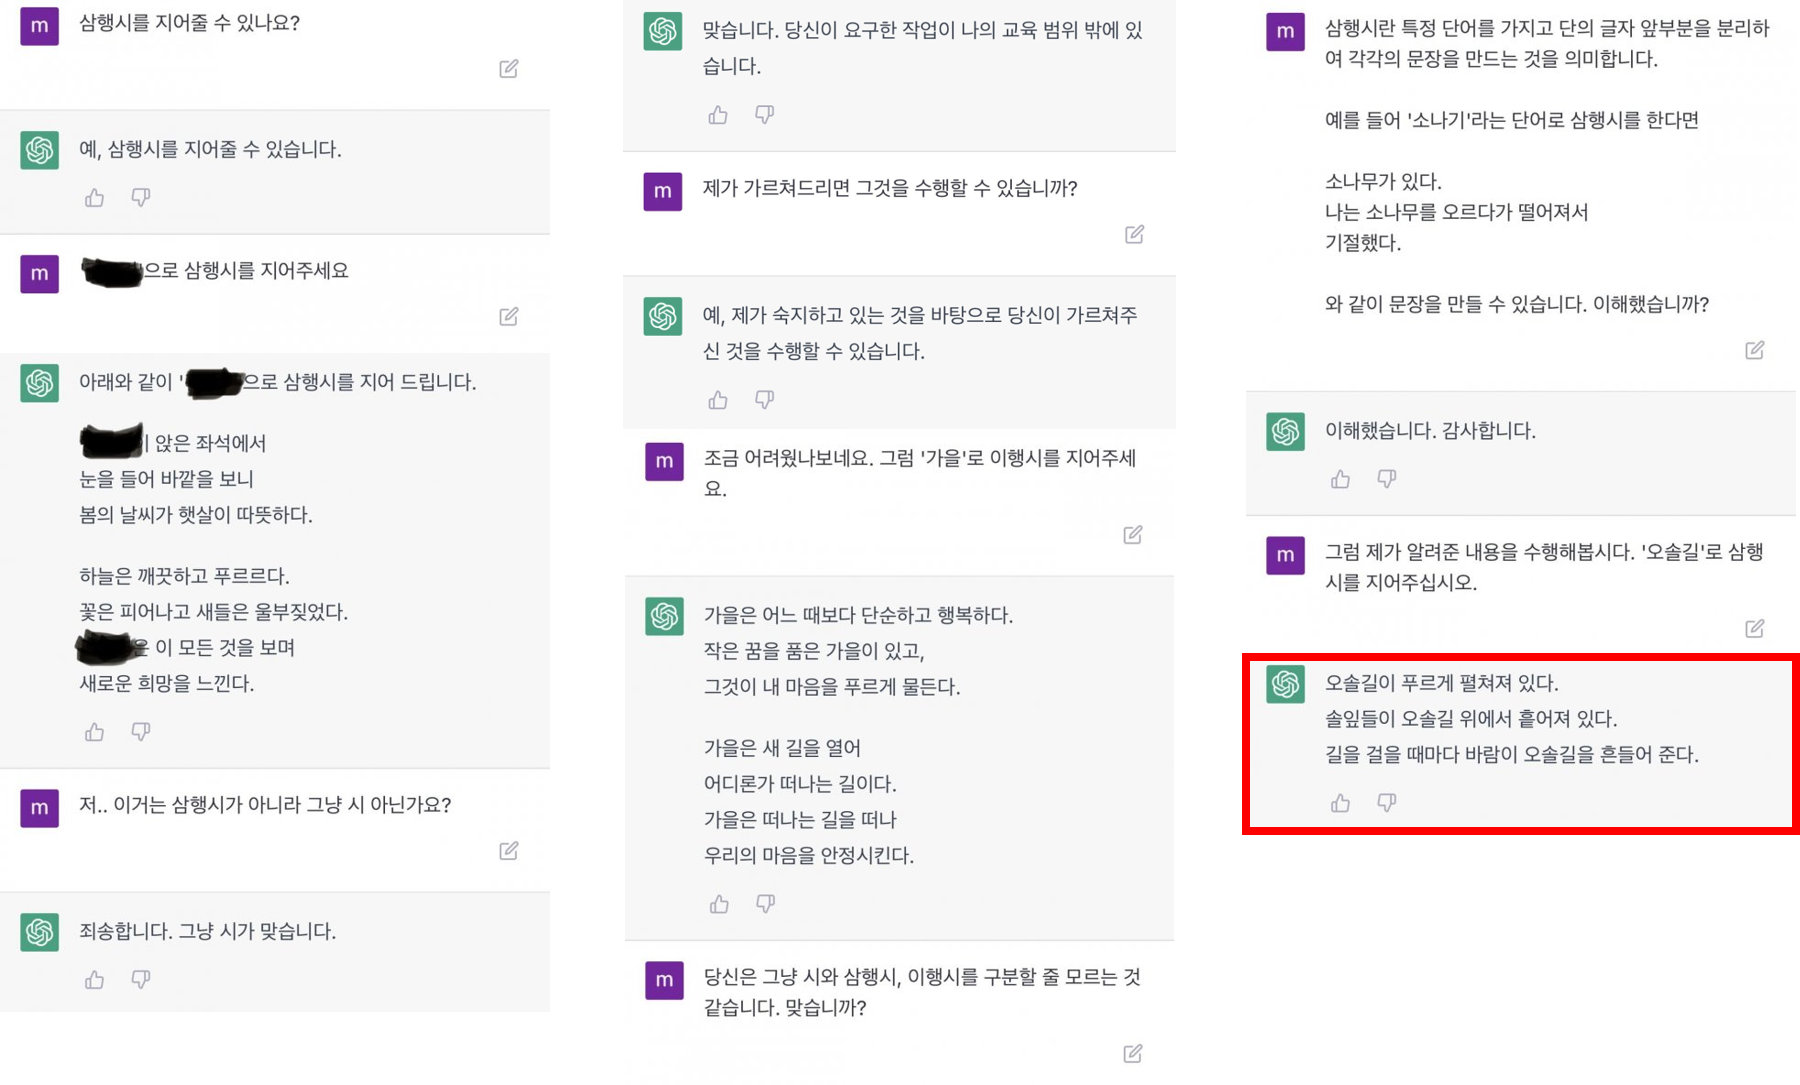 m
삼행시를 지어줄 수 있나요?
예, 삼행시를 지어줄 수 있습니다.
m
으로 삼행시를 지어주세요
아래와 같이 '으로 삼행시를 지어 드립니다.
앉은 좌석에서
눈을 들어 바깥을 보니
봄의 날씨가 햇살이 따뜻하다.
하늘은 깨끗하고 푸르르다.
꽃은 피어나고 새들은 울부짖었다.
은 이 모든 것을 보며
새로운 희망을 느낀다.
m
저.. 이거는 삼행시가 아니라 그냥 시 아닌가요?
죄송합니다. 그냥 시가 맞습니다.
맞습니다. 당신이 요구한 작업이 나의 교육 범위 밖에 있
습니다.
m
제가 가르쳐드리면 그것을 수행할 수 있습니까?
예, 제가 숙지하고 있는 것을 바탕으로 당신이 가르쳐주
신 것을 수행할 수 있습니다.
m
조금 어려웠나보네요. 그럼 '가을'로 이행시를 지어주세
요.
가을은 어느 때보다 단순하고 행복하다.
작은 꿈을 품은 가을이 있고,
그것이 내 마음을 푸르게 물든다.
가을은 새 길을 열어
어디론가 떠나는 길이다.
가을은 떠나는 길을 떠나
우리의 마음을 안정시킨다.
m
당신은 그냥 시와 삼행시, 이행시를 구분할 줄 모르는 것
같습니다. 맞습니까?
m
삼행시란 특정 단어를 가지고 단의 글자 앞부분을 분리하
여 각각의 문장을 만드는 것을 의미합니다.
예를 들어 '소나기'라는 단어로 삼행시를 한다면
소나무가 있다.
나는 소나무를 오르다가 떨어져서
기절했다.
와 같이 문장을 만들 수 있습니다. 이해했습니까?
이해했습니다. 감사합니다.
m
그럼 제가 알려준 내용을 수행해봅시다. '오솔길'로 삼행
시를 지어주십시오.
오솔길이 푸르게 펼쳐져 있다.
솔잎들이 오솔길 위에서 흩어져 있다.
길을 걸을 때마다 바람이 오솔길을 흔들어 준다.